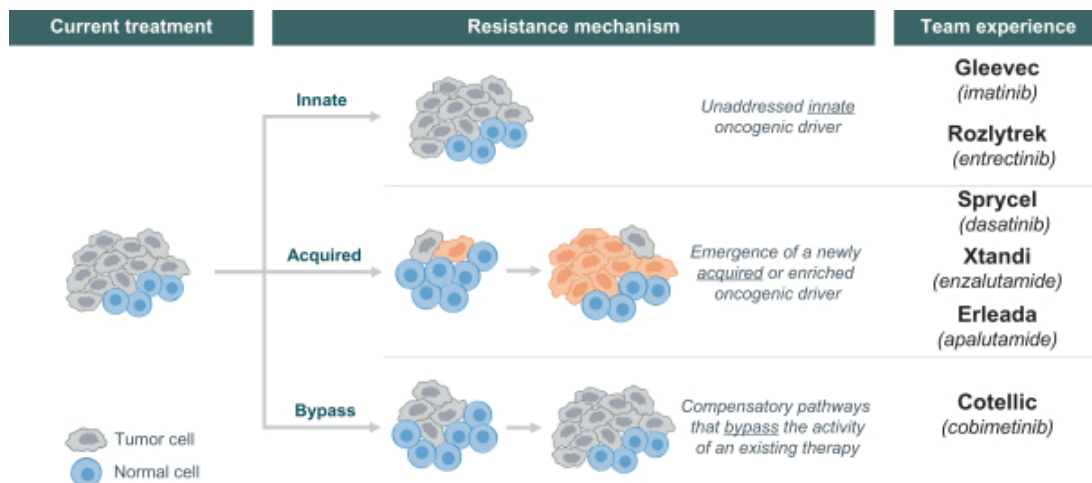 Current treatment
Resistance mechanism
Team experience
Innate
Unaddressed innate
oncogenic driver
Gleevec
(imatinib)
Rozlytrek
(entrectinib)
Acquired
Emergence of a newly
acquired or enriched
oncogenic driver
Sprycel
(dasatinib)
Xtandi
(enzalutamide)
Erleada
(apalutamide)
Bypass
Compensatory pathways
that bypass the activity
of an existing therapy
Cotellic
(cobimetinib)
Tumor cell
Normal cell